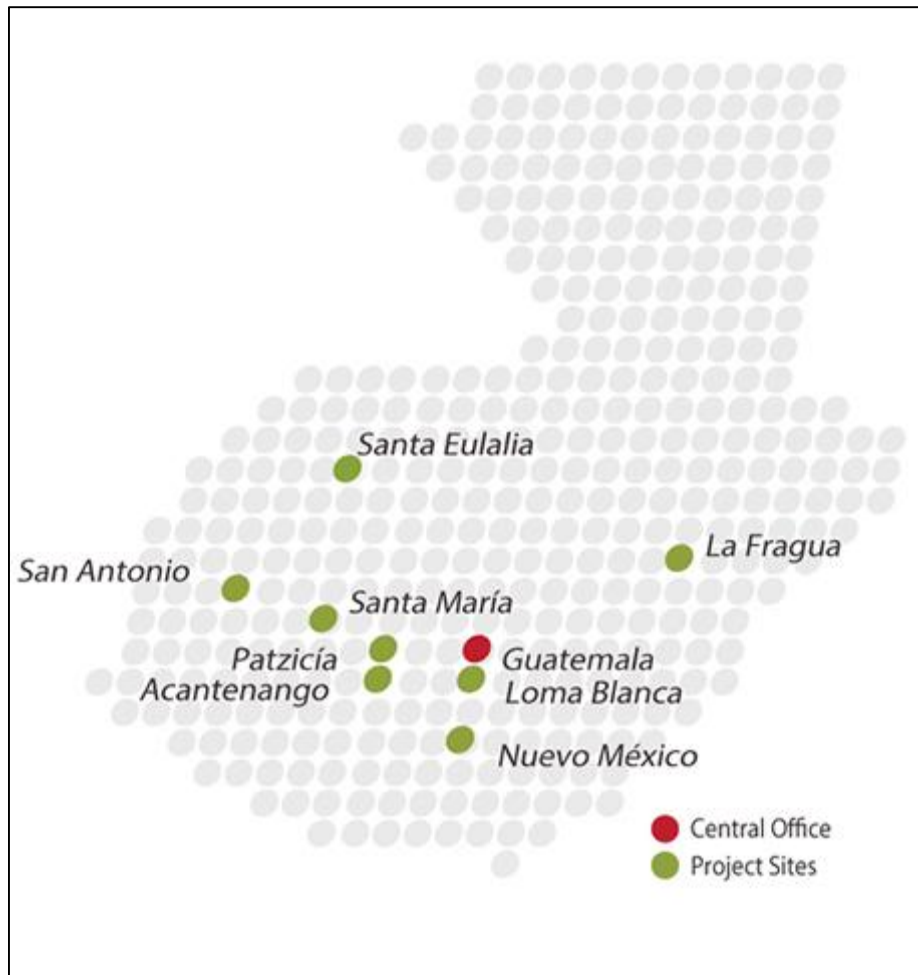 Santa Eulalia
La Fragua
San Antonio
Santa María
Patzicía
Guatemala
Acantenango
Loma Blanca
Nuevo México
Central Office
Project Sites